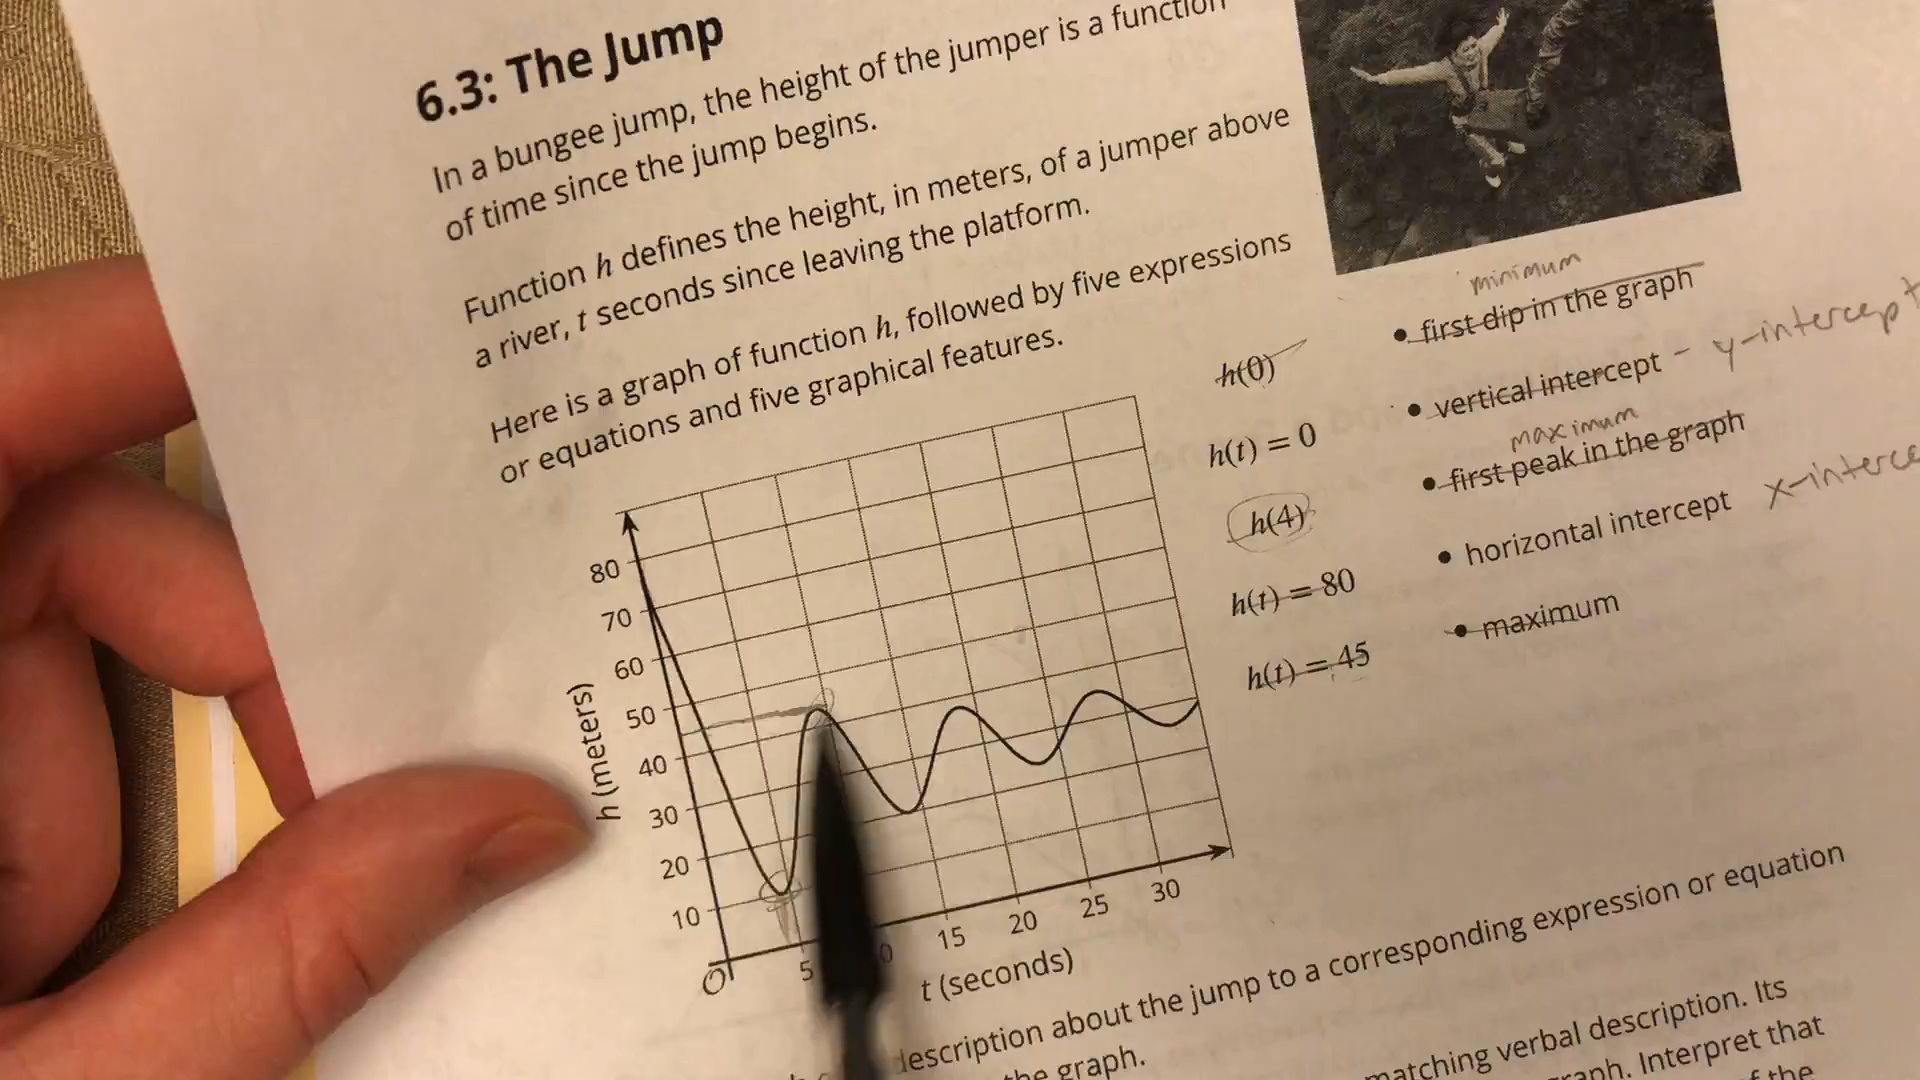 6.3: The Jump
In a bungee jump, the height of the jumper is a function
of time since the jump begins.
Function h defines the height, in meters, of a jumper above
a river, t seconds since leaving the platform.
Here is a graph of function h, followed by five expressions
or equations and five graphical features.
h(0)
h(t) = 0
h(4)
h(t) = 80
h(t) = 45
minimum
• first dip in the graph
• vertical intercept - y-intercept
maximum
• first peak in the graph
• horizontal intercept
• maximum
80
70
60
50
40
30
20
10
h (meters)
O 5 15 20 25 30
t (seconds)
description about the jump to a corresponding expression or equation
the graph.
matching verbal description. Its
Interpret that
of the